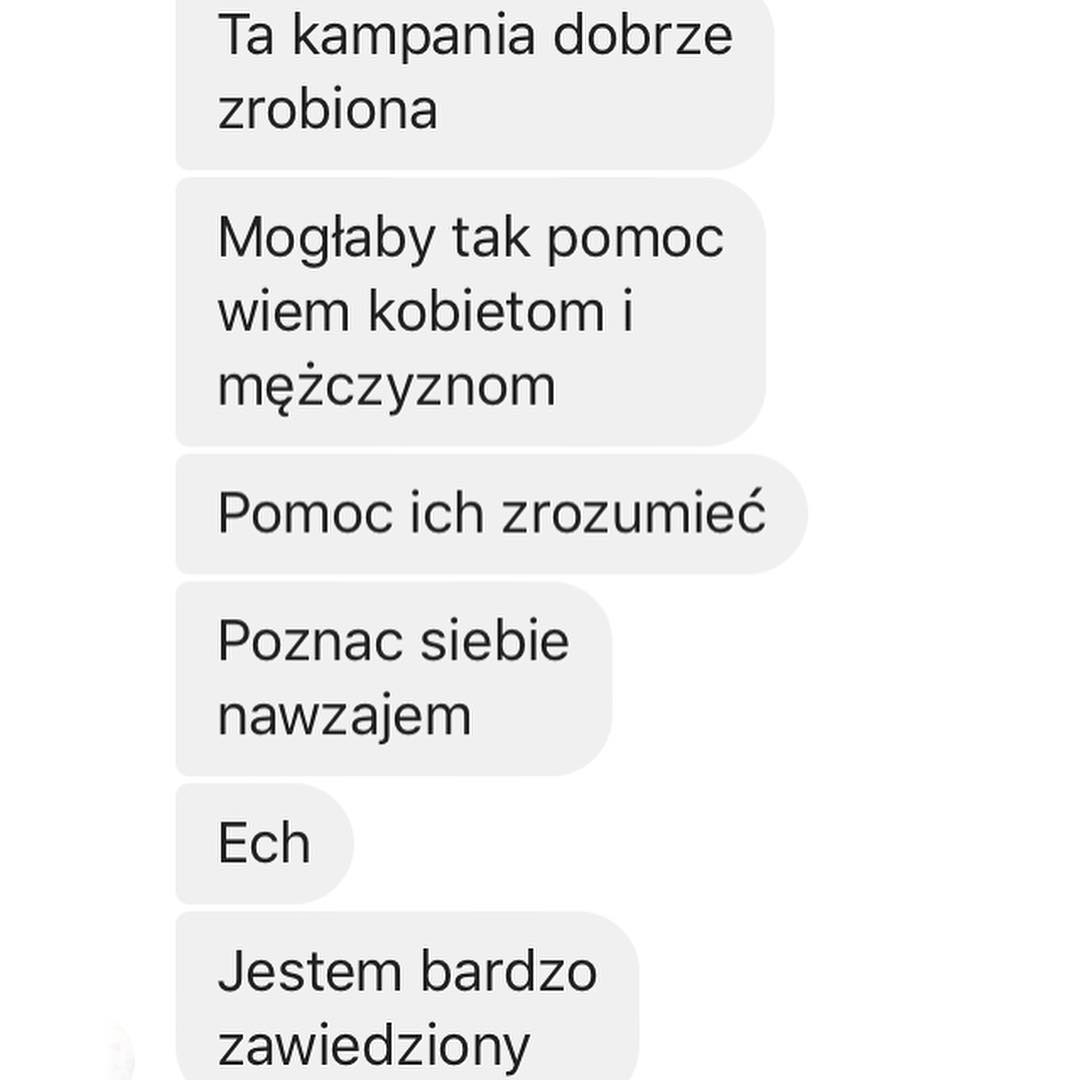 Ta kampania dobrze
zrobiona
Mogłaby tak pomoc
wiem kobietom i
mężczyznom
Pomoc ich zrozumieć
Poznac siebie
nawzajem
Ech
Jestem bardzo
zawiedziony